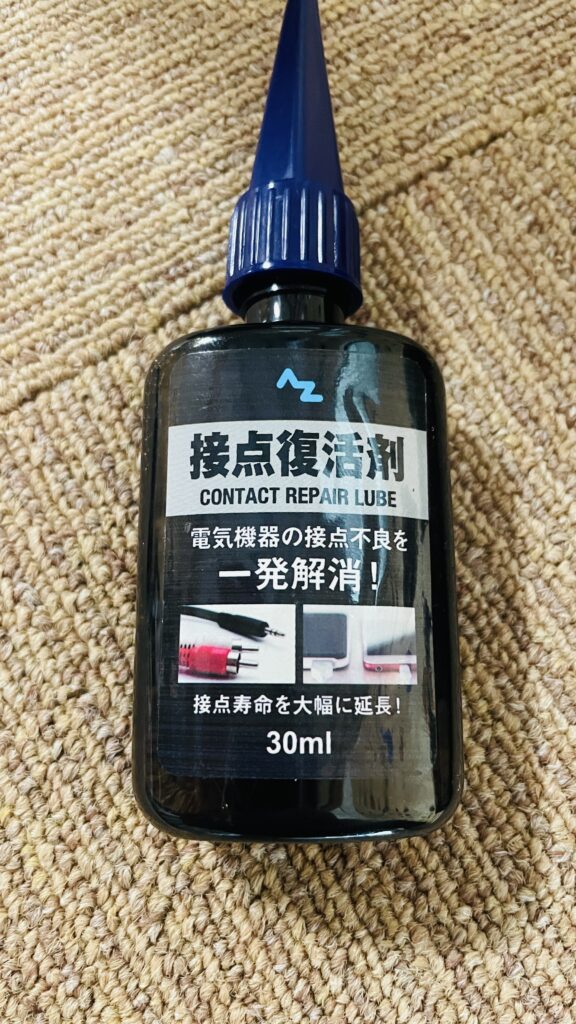 AZ
接点復活剤
CONTACT REPAIR LUBE
電気機器の接点不良を
一発解消!
接点寿命を大幅に延長!
30ml